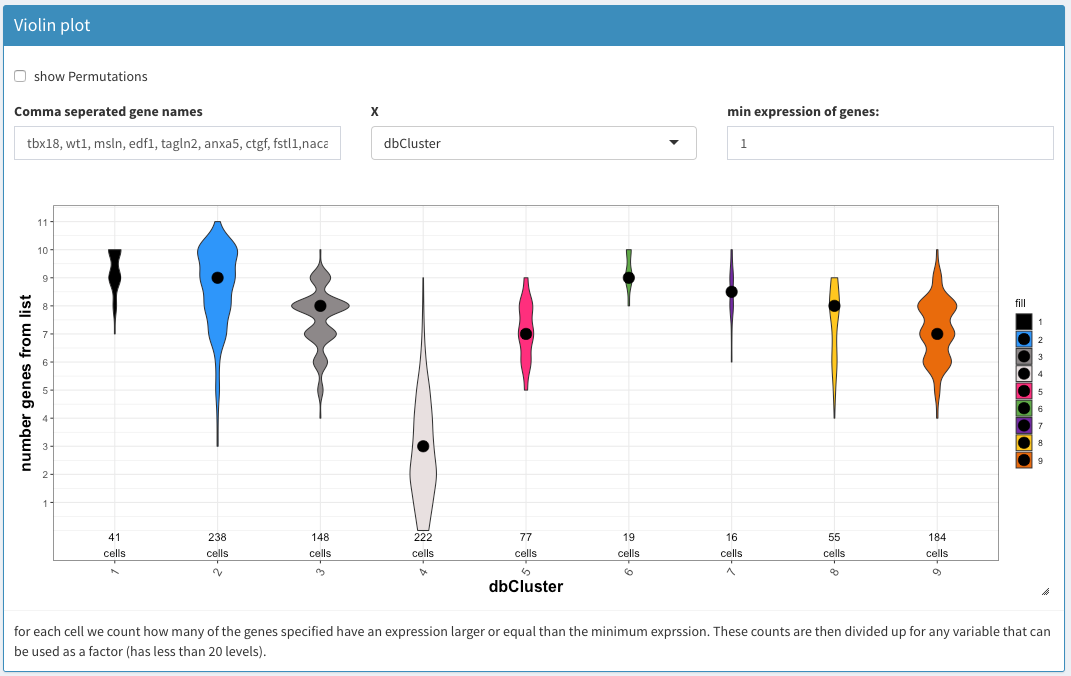 Violin plot
show Permutations
Comma seperated gene names
X
min expression of genes:
tbx18, wt1, msln, edf1, tagln2, anxa5, ctgf, fstl1,naca
dbCluster
1
number genes from list
11
10
9
8
7
6
5
4
3
2
1
41 238 148 222 77 19 16 55 184
cells cells cells cells cells cells cells cells cells
1 2 3 4 5 6 7 8 9
dbCluster
fill
1
2
3
4
5
6
7
8
9
for each cell we count how many of the genes specified have an expression larger or equal than the minimum exprssion. These counts are then divided up for any variable that can
be used as a factor (has less than 20 levels).